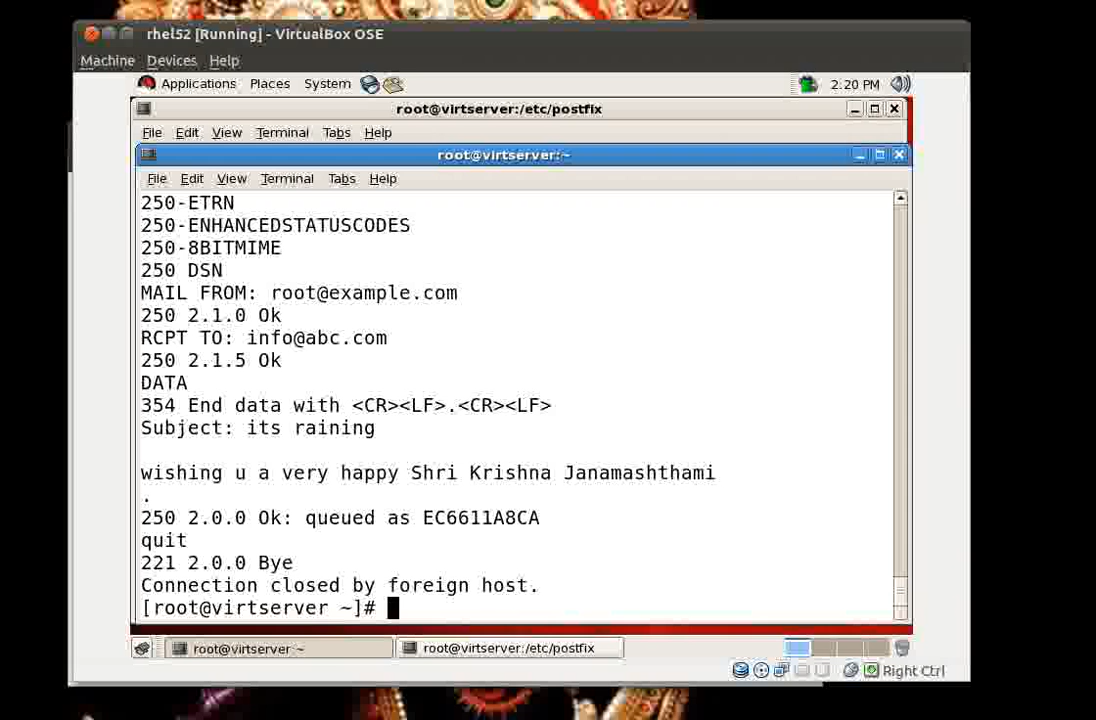 rhel52 [Running] - VirtualBox OSE
Machine Devices Help
Applications Places System 2:20 PM
root@virtserver:/etc/postfix
File Edit View Terminal Tabs Help
root@virtserver:~
File Edit View Terminal Tabs Help
250-ETRN
250-ENHANCEDSTATUSCODES
250-8BITMIME
250 DSN
MAIL FROM: root@example.com
250 2.1.0 Ok
RCPT TO: info@abc.com
250 2.1.5 Ok
DATA
354 End data with <CR><LF>.<CR><LF>
Subject: its raining
wishing u a very happy Shri Krishna Janamashthami
.
250 2.0.0 Ok: queued as EC6611A8CA
quit
221 2.0.0 Bye
Connection closed by foreign host.
[root@virtserver ~]#
root@virtserver:~ root@virtserver:/etc/postfix
Right Ctrl